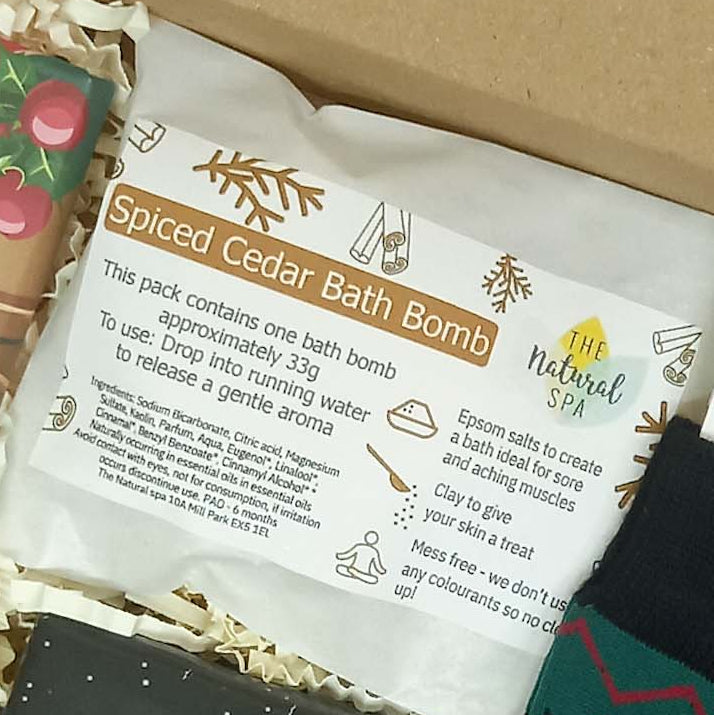 Spiced Cedar Bath Bomb
This pack contains one bath bomb
approximately 33g
To use: Drop into running water
to release a gentle aroma
Ingredients: Sodium Bicarbonate, Citric acid, Magnesium
Sulfate, Kaolin, Parfum, Aqua, Eugenol*, Linalool*,
Cinnamal*, Benzyl Benzoate*, Cinnamyl Alcohol* *
Naturally occurring in essential oils in essential oils
Avoid contact with eyes, not for consumption, if irritation
occurs discontinue use. PAO - 6 months
The Natural spa 10A Mill Park EX5 1EL
THE
Natural
SPA
Epsom salts to create
a bath ideal for sore
and aching muscles
Clay to give
your skin a treat
Mess free - we don't us
any colourants so no cle
up!